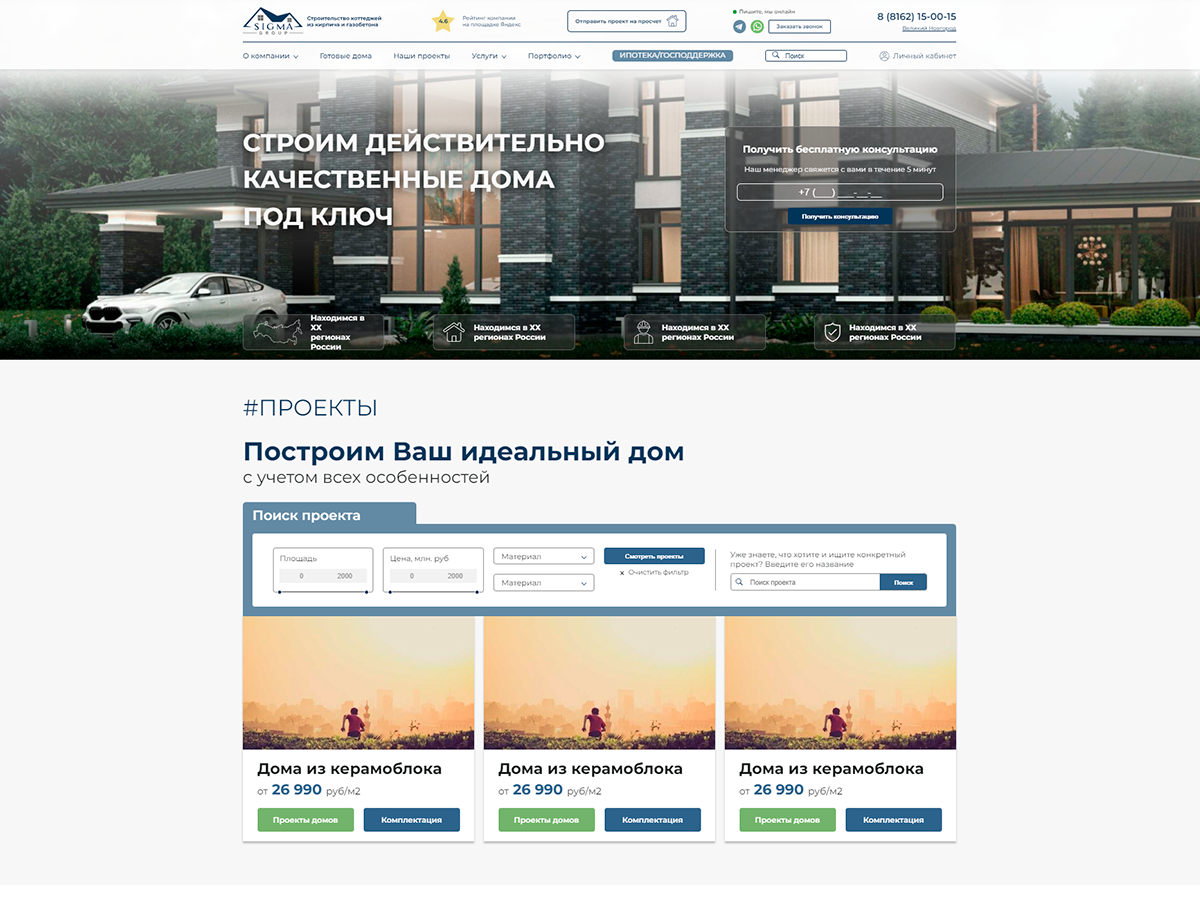 SIGMA
GROUP
Строительство коттеджей
из кирпича и газобетона
4.6
Рейтинг компании
на площадке Яндекс
Отправить проект на просчет
Пишите, мы онлайн
Заказать звонок
8 (8162) 15-00-15
Великий Новгород
О компании
Готовые дома
Наши проекты
Услуги
Портфолио
ИПОТЕКА/ГОСПОДДЕРЖКА
Поиск
Личный кабинет
СТРОИМ ДЕЙСТВИТЕЛЬНО
КАЧЕСТВЕННЫЕ ДОМА
ПОД КЛЮЧ
Получить бесплатную консультацию
Наш менеджер свяжется с вами в течение 5 минут
+7 (___) ___-_-_
Получить консультацию
Находимся в
XX
регионах
России
Находимся в XX
регионах России
Находимся в XX
регионах России
Находимся в XX
регионах России
#ПРОЕКТЫ
Построим Ваш идеальный дом
с учетом всех особенностей
Поиск проекта
Площадь
0 2000
Цена, млн. руб
0 2000
Материал
Материал
Смотреть проекты
x Очистить фильтр
Уже знаете, что хотите и ищите конкретный
проект? Введите его название
Поиск проекта
Поиск
Дома из керамоблока
от 26 990 руб/м2
Проекты домов
Комплектация
Дома из керамоблока
от 26 990 руб/м2
Проекты домов
Комплектация
Дома из керамоблока
от 26 990 руб/м2
Проекты домов
Комплектация